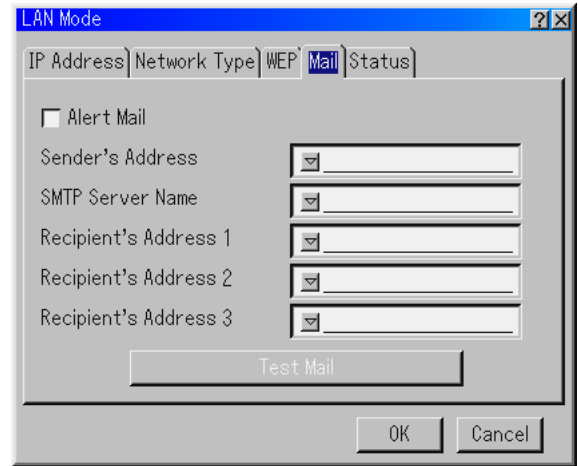 LAN Mode ? X
IP Address Network Type WEP Mail Status
Alert Mail
Sender's Address
SMTP Server Name
Recipient's Address 1
Recipient's Address 2
Recipient's Address 3
Test Mail
OK Cancel